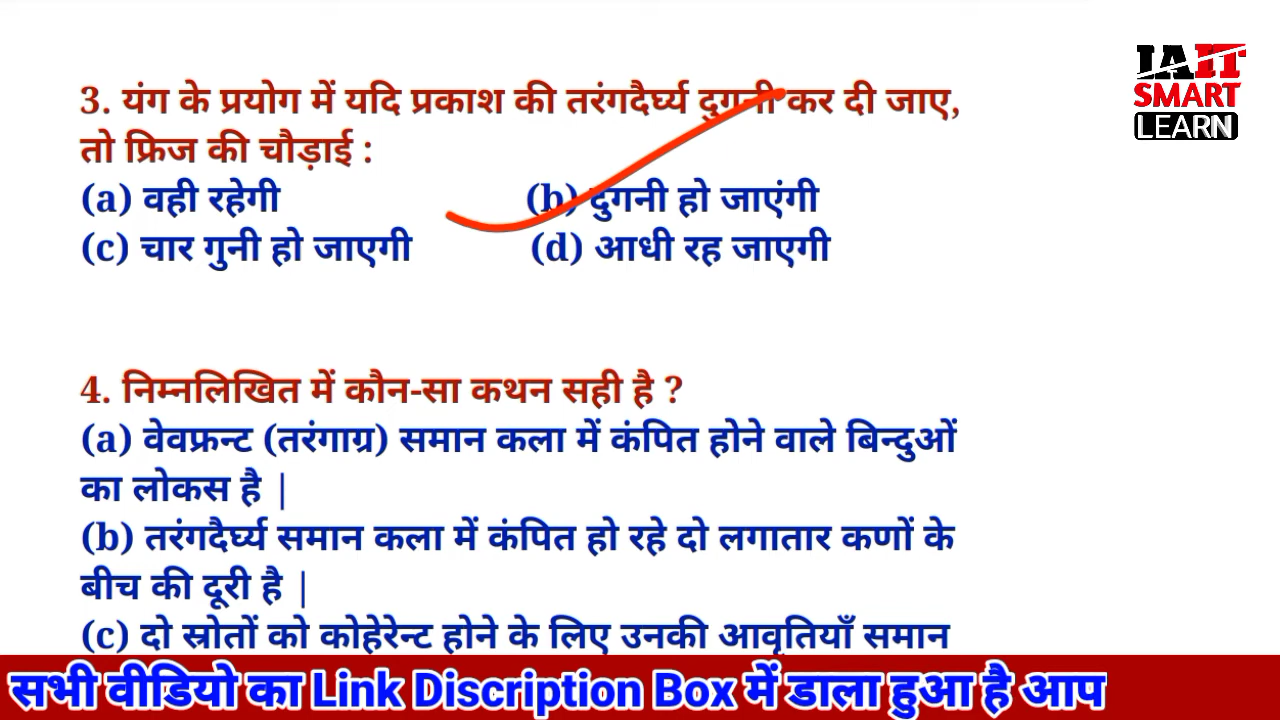 IAIT
SMART
LEARN
3. यंग के प्रयोग में यदि प्रकाश की तरंगदैर्घ्य दुगनी कर दी जाए,
तो फ्रिज की चौड़ाई :
(a) वही रहेगी (b) दुगनी हो जाएंगी
(c) चार गुनी हो जाएगी (d) आधी रह जाएगी
4. निम्नलिखित में कौन-सा कथन सही है ?
(a) वेवफ्रन्ट (तरंगाग्र) समान कला में कंपित होने वाले बिन्दुओं
का लोकस है |
(b) तरंगदैर्घ्य समान कला में कंपित हो रहे दो लगातार कणों के
बीच की दूरी है |
(c) दो स्रोतों को कोहेरेन्ट होने के लिए उनकी आवृतियाँ समान
सभी वीडियो का Link Discription Box में डाला हुआ है आप